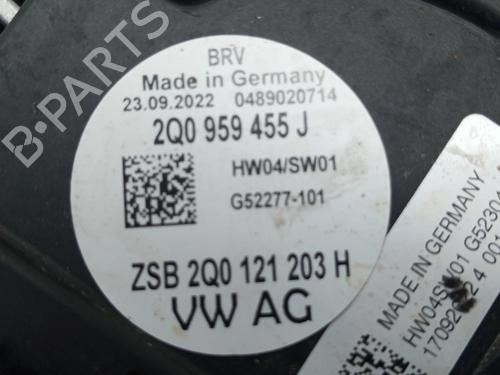 BRV
Made in Germany
23.09.2022 0489020714
2Q0 959 455 J
HW04/SW01
G52277-101
ZSB 2Q0 121 203 H
VW AG
MADE IN GERMANY
HW04SW01
B PARTS